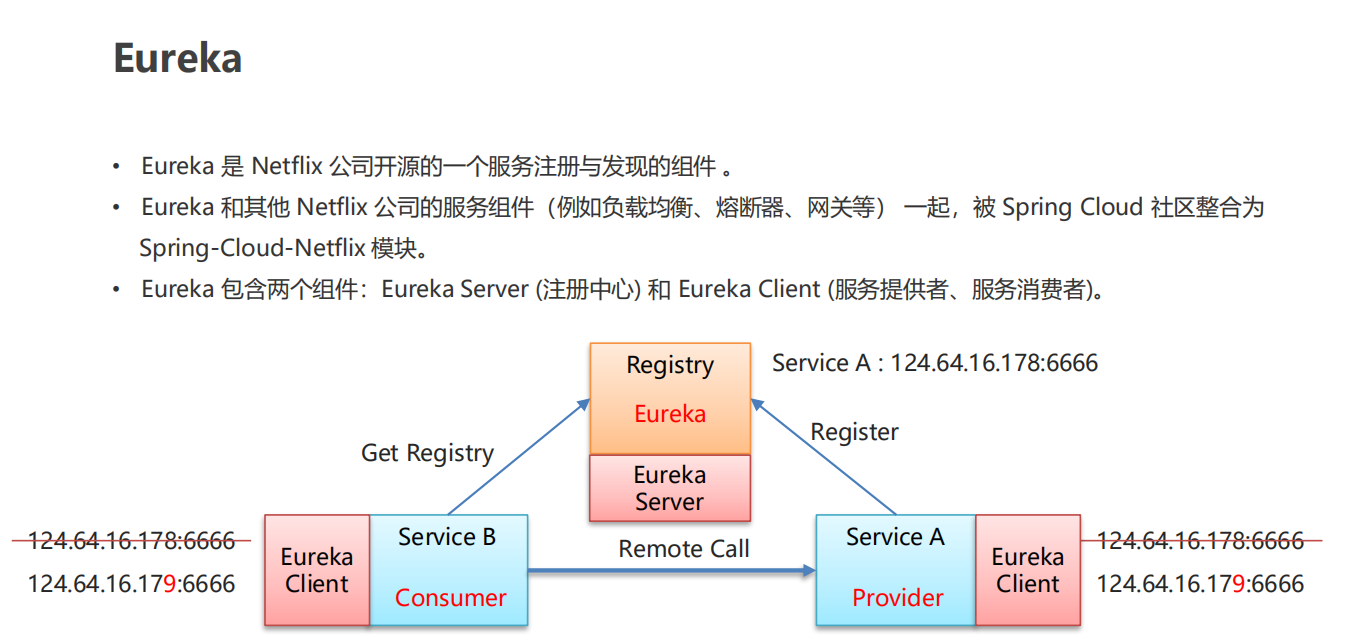 Eureka
• Eureka 是 Netflix 公司开源的一个服务注册与发现的组件 。
• Eureka 和其他 Netflix 公司的服务组件（例如负载均衡、熔断器、网关等） 一起，被 Spring Cloud 社区整合为
Spring-Cloud-Netflix 模块。
• Eureka 包含两个组件：Eureka Server (注册中心) 和 Eureka Client (服务提供者、服务消费者)。
Registry
Eureka
Eureka
Server
Service A : 124.64.16.178:6666
Get Registry
Register
124.64.16.178:6666
124.64.16.179:6666
Eureka
Client
Service B
Consumer
Remote Call
Service A
Provider
Eureka
Client
124.64.16.178:6666
124.64.16.179:6666